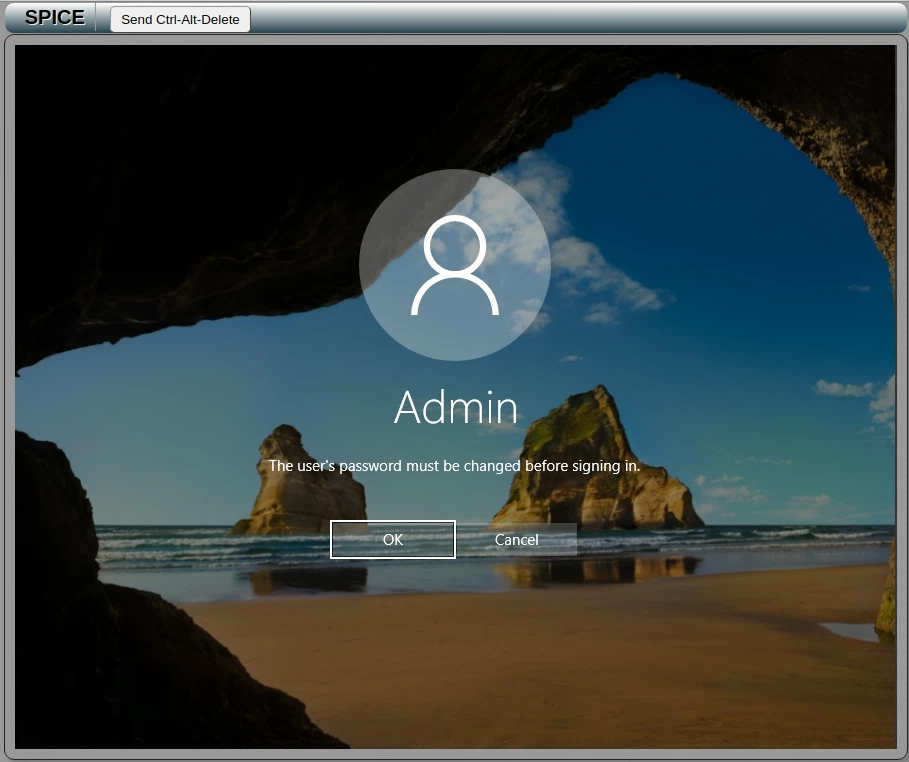 SPICE
Send Ctrl-Alt-Delete
Admin
The user's password must be changed before signing in.
OK
Cancel